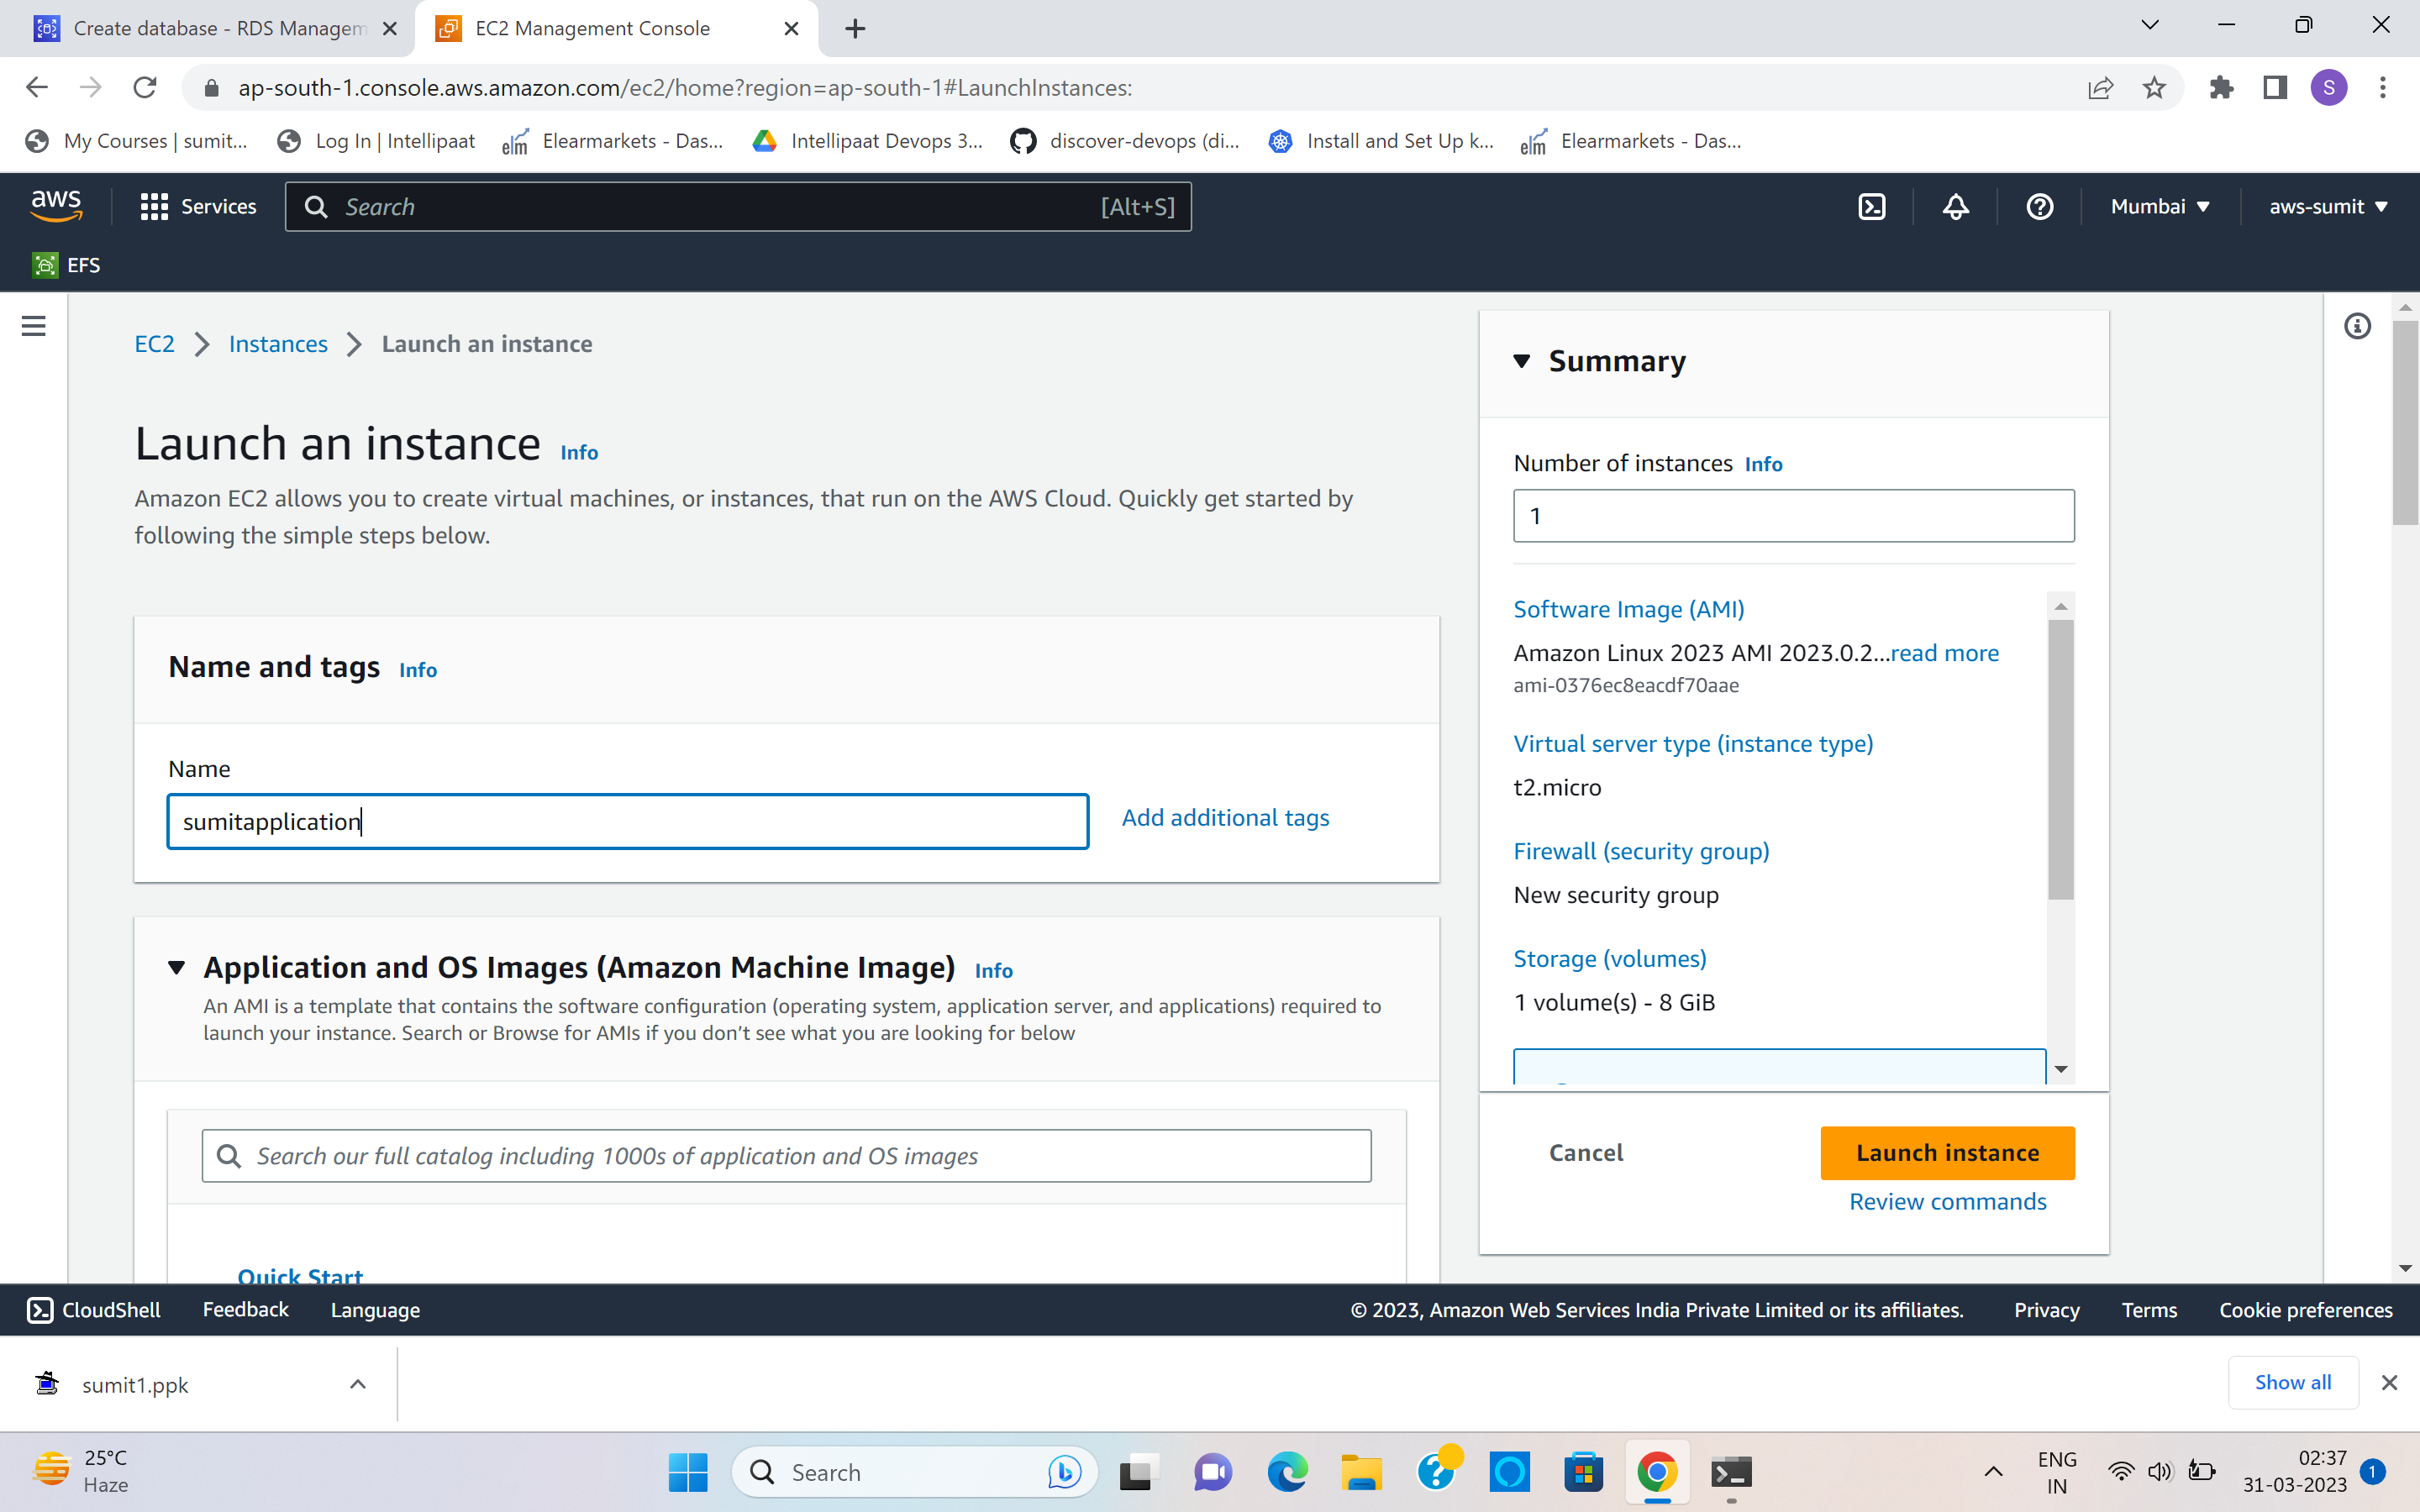 Create database - RDS Managem
EC2 Management Console
ap-south-1.console.aws.amazon.com/ec2/home?region=ap-south-1#LaunchInstances:
S
My Courses | sumit...
Log In | Intellipaat
elm
Elearmarkets - Das...
Intellipaat Devops 3...
discover-devops (di...
Install and Set Up k...
elm
Elearmarkets - Das...
aws
Services
Search
[Alt+S]
Mumbai
aws-sumit
EFS
EC2
Instances
Launch an instance
Launch an instance Info
Amazon EC2 allows you to create virtual machines, or instances, that run on the AWS Cloud. Quickly get started by
following the simple steps below.
Name and tags Info
Name
sumitapplication
Add additional tags
Application and OS Images (Amazon Machine Image) Info
An AMI is a template that contains the software configuration (operating system, application server, and applications) required to
launch your instance. Search or Browse for AMIs if you don't see what you are looking for below
Search our full catalog including 1000s of application and OS images
Quick Start
Summary
Number of instances Info
1
Software Image (AMI)
Amazon Linux 2023 AMI 2023.0.2...read more
ami-0376ec8eacdf70aae
Virtual server type (instance type)
t2.micro
Firewall (security group)
New security group
Storage (volumes)
1 volume(s) - 8 GiB
Cancel
Launch instance
Review commands
CloudShell
Feedback
Language
© 2023, Amazon Web Services India Private Limited or its affiliates.
Privacy
Terms
Cookie preferences
sumit1.ppk
Show all
25°C
Haze
Search
ENG
IN
02:37
31-03-2023
1